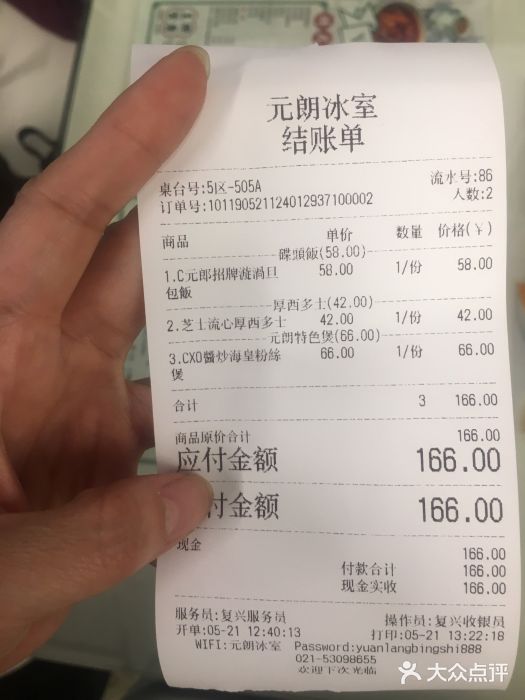 元朗冰室
结账单
桌台号:5区-505A 流水号:86
订单号:101190521124012937100002 人数:2
商品 单价 数量 价格(¥)
碟頭飯(58.00)
1.C元郎招牌漩渦旦 58.00 1/份 58.00
包飯
厚西多士(42.00)
2.芝士流心厚西多士 42.00 1/份 42.00
元朗特色煲(66.00)
3.CXO醬炒海皇粉絲 66.00 1/份 66.00
煲
合计 3 166.00
商品原价合计 166.00
应付金额 166.00
付金额 166.00
现金 166.00
付款合计 166.00
现金实收 166.00
服务员:复兴服务员 操作员:复兴收银员
开单:05-21 12:40:13 打印:05-21 13:22:18
WIFI:元朗冰室 Password:yuanlangbingshi888
021-53098655
欢迎下次光临
大众点评